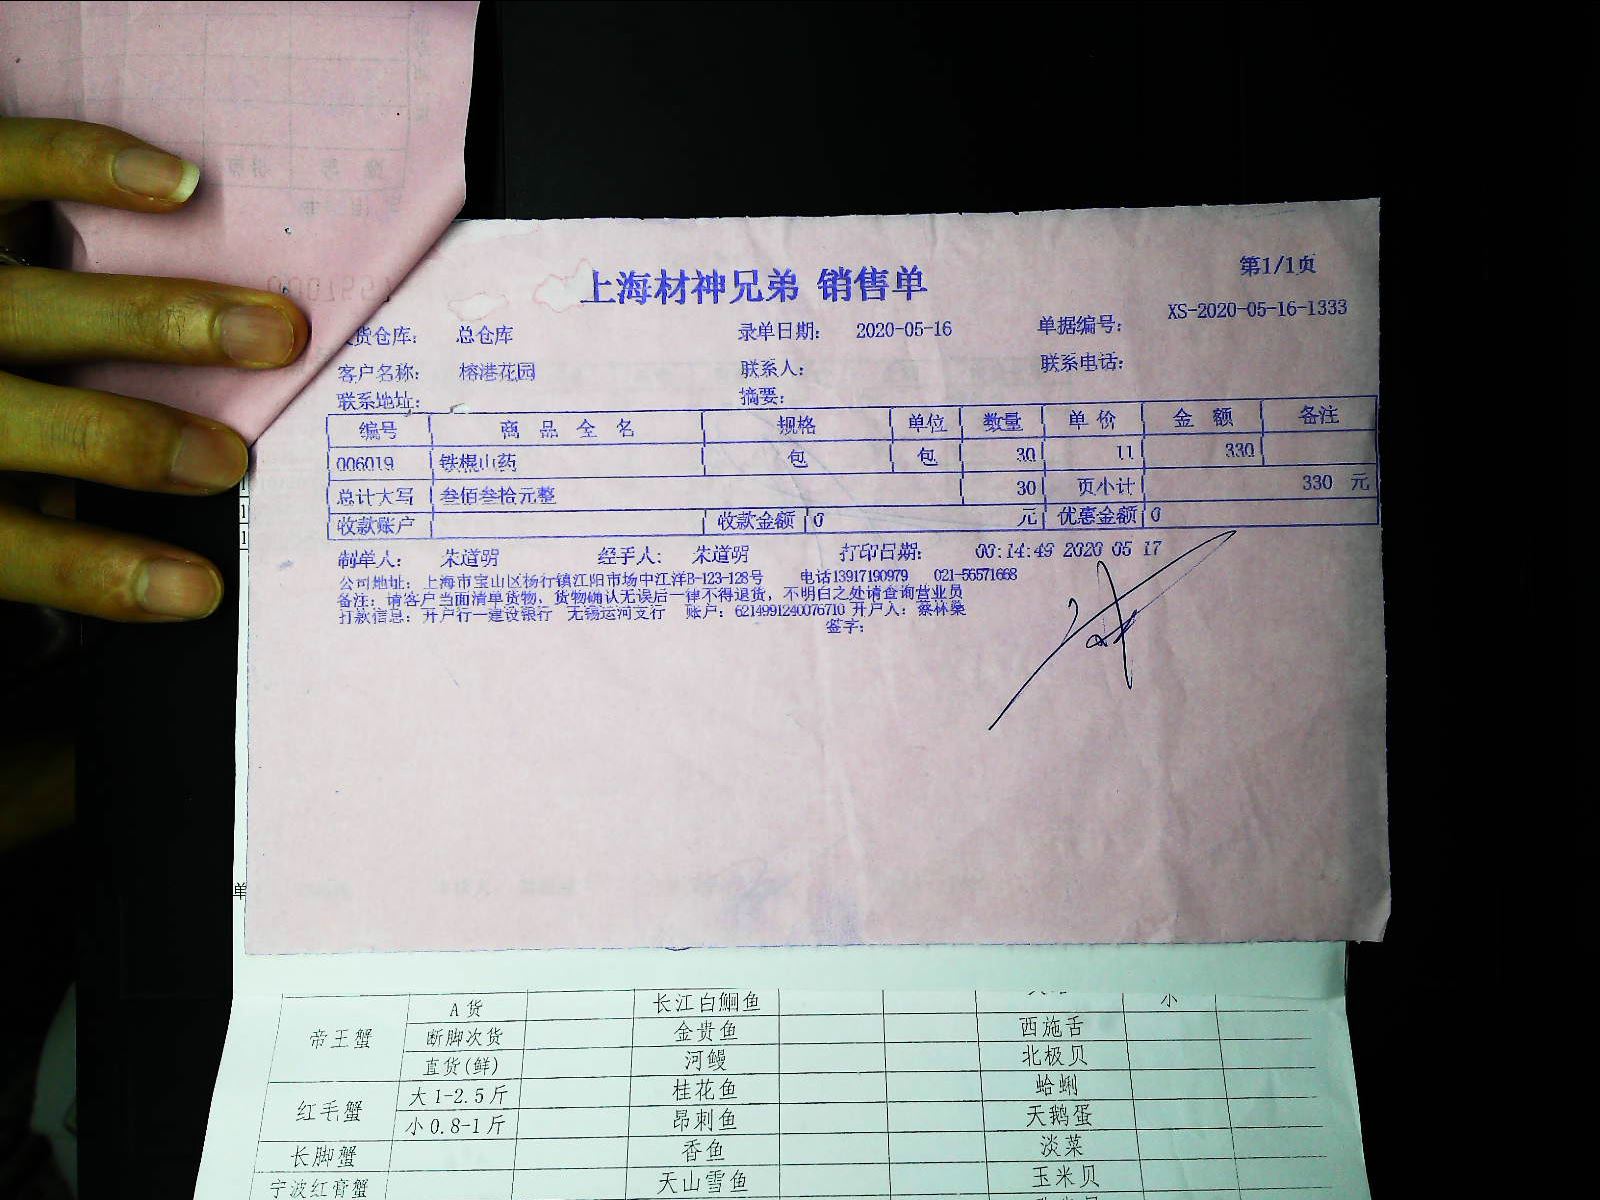 上海材神兄弟 销售单
第1/1页
货仓库: 总仓库 录单日期: 2020-05-16 单据编号: XS-2020-05-16-1333
客户名称: 榕港花园 联系人: 联系电话:
联系地址: 摘要:
编号 商品全名 规格 单位 数量 单价 金额 备注
006019 铁棍山药 包 包 30 11 330
总计大写 叁佰叁拾元整 30 页小计 330 元
收款账户 收款金额 0 元 优惠金额 0
制单人: 朱道明 经手人: 朱道明 打印日期: 00:14:49 2020 05 17
公司地址: 上海市宝山区杨行镇江阳市场中江洋B-123-128号 电话13917190979 021-56571668
备注: 请客户当面清单货物, 货物确认无误后一律不得退货, 不明白之处请查询营业员
打款信息: 开户行一建设银行 无锡运河支行 账户: 6214991240076710 开户人: 蔡林燊
签字:
单
帝王蟹 A货 长江白鮰鱼 小
断脚次货 金贵鱼 西施舌
直货(鲜) 河鳗 北极贝
红毛蟹 大1-2.5斤 桂花鱼 蛤蜊
小0.8-1斤 昂刺鱼 天鹅蛋
长脚蟹 香鱼 淡菜
宁波红膏蟹 天山雪鱼 玉米贝